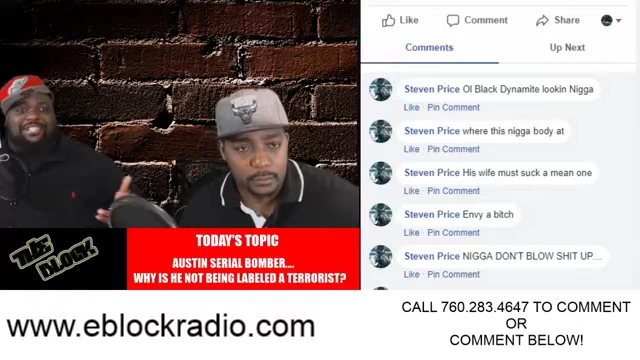 Like Comment Share
Comments Up Next
Steven Price Ol Black Dynamite lookin Nigga
Like · Pin Comment
Steven Price where this nigga body at
Like · Pin Comment
Steven Price His wife must suck a mean one
Like · Pin Comment
Steven Price Envy a bitch
Like · Pin Comment
Steven Price NIGGA DON'T BLOW SHIT UP....
Like · Pin Comment
THE
BLOCK
TODAY'S TOPIC
AUSTIN SERIAL BOMBER....
WHY IS HE NOT BEING LABELED A TERRORIST?
www.eblockradio.com
CALL 760.283.4647 TO COMMENT
OR
COMMENT BELOW!